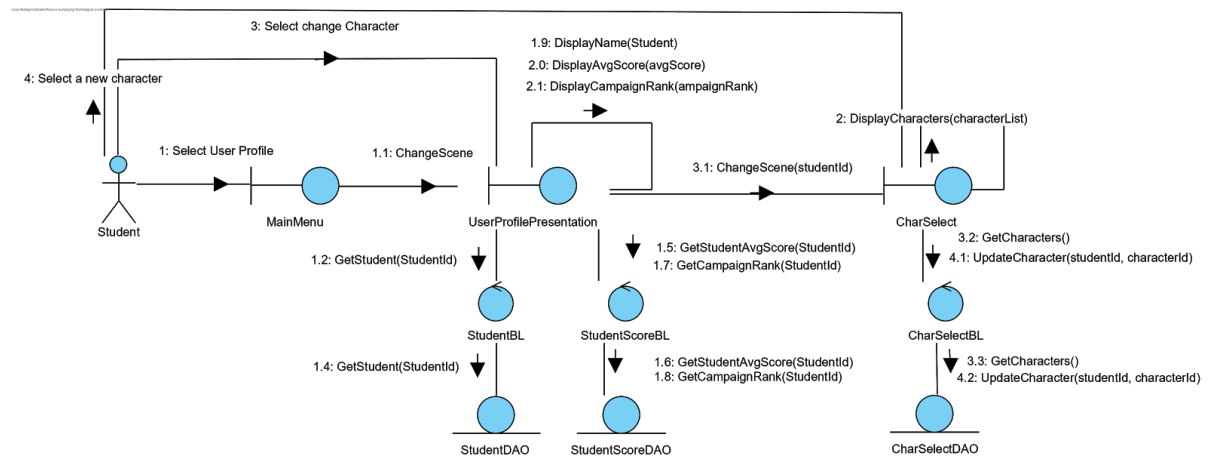 3: Select change Character
1.9: DisplayName(Student)
2.0: DisplayAvgScore(avgScore)
2.1: DisplayCampaignRank(ampaignRank)
4: Select a new character
2: DisplayCharacters(characterList)
1: Select User Profile
1.1: ChangeScene
3.1: ChangeScene(studentId)
Student
MainMenu
UserProfilePresentation
CharSelect
1.2: GetStudent(StudentId)
1.5: GetStudentAvgScore(StudentId)
1.7: GetCampaignRank(StudentId)
3.2: GetCharacters()
4.1: UpdateCharacter(studentId, characterId)
StudentBL
StudentScoreBL
CharSelectBL
1.4: GetStudent(StudentId)
1.6: GetStudentAvgScore(StudentId)
1.8: GetCampaignRank(StudentId)
3.3: GetCharacters()
4.2: UpdateCharacter(studentId, characterId)
StudentDAO
StudentScoreDAO
CharSelectDAO